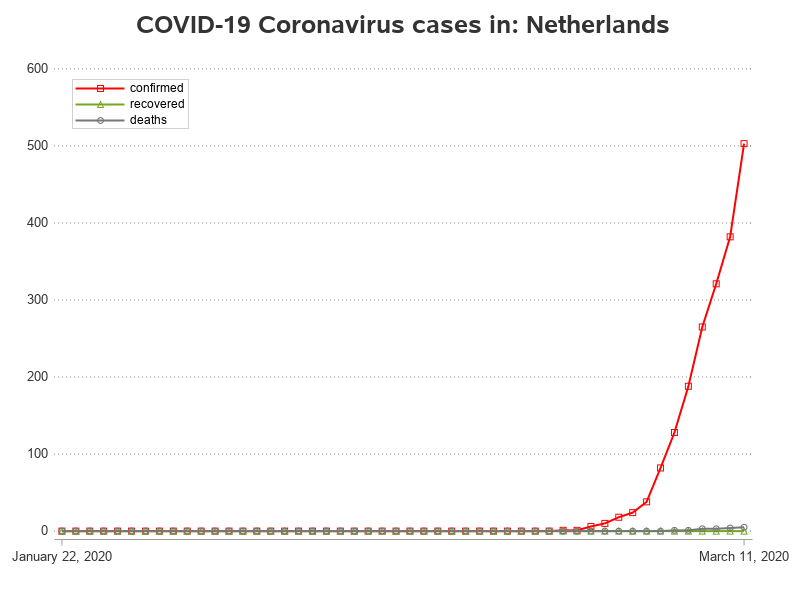 COVID-19 Coronavirus cases in: Netherlands
600
confirmed
recovered
deaths
500
400
300
200
100
0
January 22, 2020
March 11, 2020